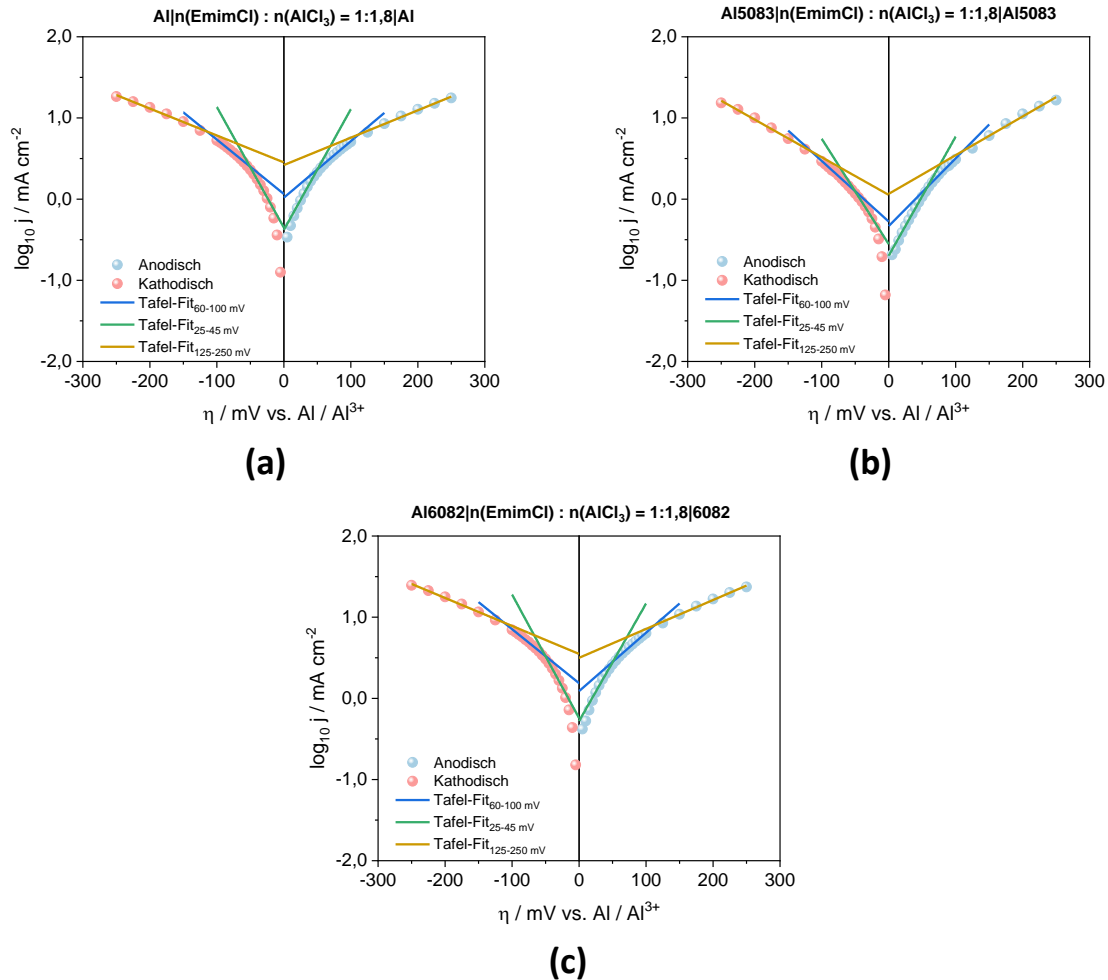 Al|n(EmimCl) : n(AlCl₃) = 1:1,8|Al
2,0
1,0
0,0
-1,0
-2,0
log₁₀ j / mA cm⁻²
Anodisch
Kathodisch
Tafel-Fit₆₀₋₁₀₀ mV
Tafel-Fit₂₅₋₄₅ mV
Tafel-Fit₁₂₅₋₂₅₀ mV
-300 -200 -100 0 100 200 300
η / mV vs. Al / Al³⁺
(a)
Al5083|n(EmimCl) : n(AlCl₃) = 1:1,8|Al5083
2,0
1,0
0,0
-1,0
-2,0
log₁₀ j / mA cm⁻²
Anodisch
Kathodisch
Tafel-Fit₆₀₋₁₀₀ mV
Tafel-Fit₂₅₋₄₅ mV
Tafel-Fit₁₂₅₋₂₅₀ mV
-300 -200 -100 0 100 200 300
η / mV vs. Al / Al³⁺
(b)
Al6082|n(EmimCl) : n(AlCl₃) = 1:1,8|6082
2,0
1,0
0,0
-1,0
-2,0
log₁₀ j / mA cm⁻²
Anodisch
Kathodisch
Tafel-Fit₆₀₋₁₀₀ mV
Tafel-Fit₂₅₋₄₅ mV
Tafel-Fit₁₂₅₋₂₅₀ mV
-300 -200 -100 0 100 200 300
η / mV vs. Al / Al³⁺
(c)